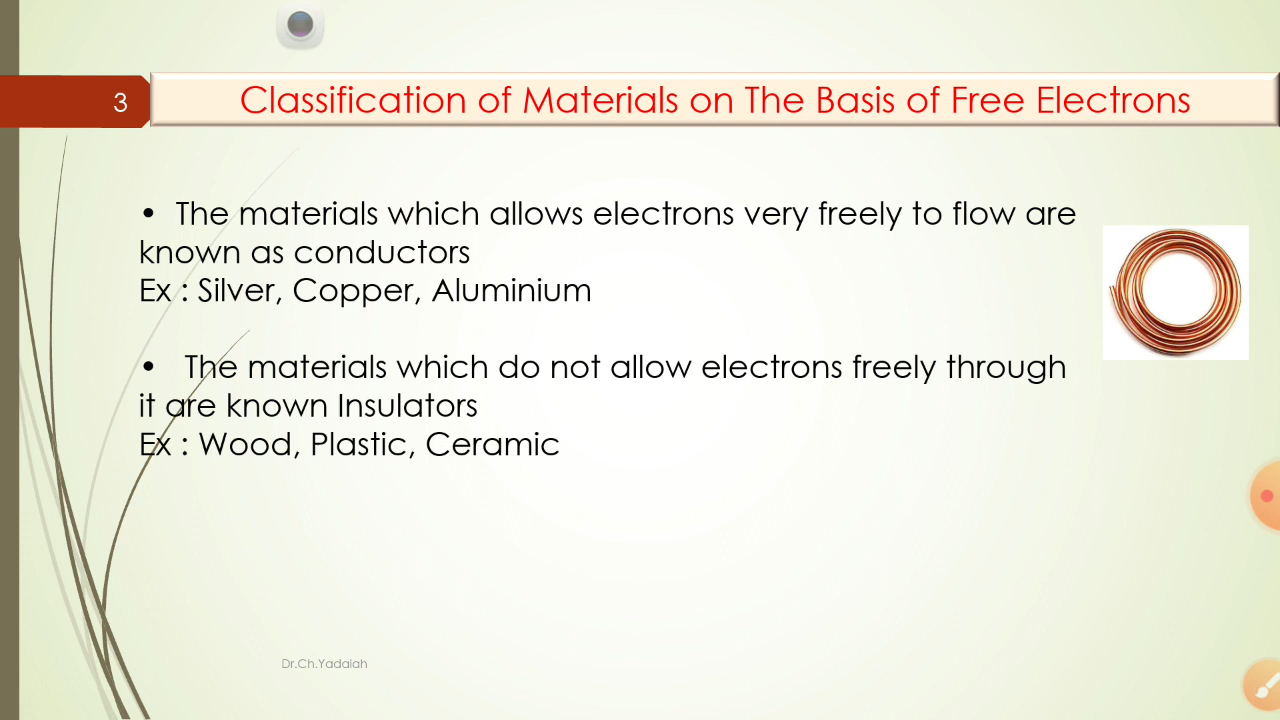 3
Classification of Materials on The Basis of Free Electrons
• The materials which allows electrons very freely to flow are
known as conductors
Ex : Silver, Copper, Aluminium
• The materials which do not allow electrons freely through
it are known Insulators
Ex : Wood, Plastic, Ceramic
Dr.Ch.Yadaiah